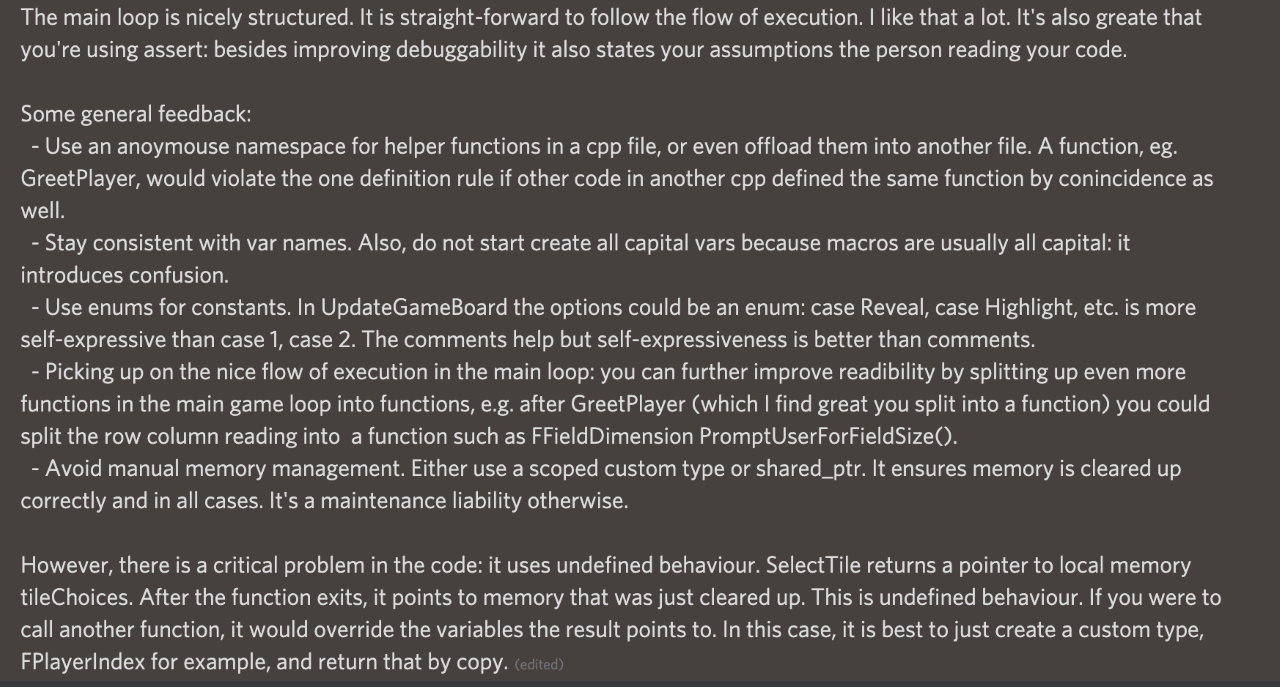 The main loop is nicely structured. It is straight-forward to follow the flow of execution. I like that a lot. It's also greate that
you're using assert: besides improving debuggability it also states your assumptions the person reading your code.
Some general feedback:
- Use an anoymouse namespace for helper functions in a cpp file, or even offload them into another file. A function, eg.
GreetPlayer, would violate the one definition rule if other code in another cpp defined the same function by conincidence as
well.
- Stay consistent with var names. Also, do not start create all capital vars because macros are usually all capital: it
introduces confusion.
- Use enums for constants. In UpdateGameBoard the options could be an enum: case Reveal, case Highlight, etc. is more
self-expressive than case 1, case 2. The comments help but self-expressiveness is better than comments.
- Picking up on the nice flow of execution in the main loop: you can further improve readibility by splitting up even more
functions in the main game loop into functions, e.g. after GreetPlayer (which I find great you split into a function) you could
split the row column reading into  a function such as FFieldDimension PromptUserForFieldSize().
- Avoid manual memory management. Either use a scoped custom type or shared_ptr. It ensures memory is cleared up
correctly and in all cases. It's a maintenance liability otherwise.
However, there is a critical problem in the code: it uses undefined behaviour. SelectTile returns a pointer to local memory
tileChoices. After the function exits, it points to memory that was just cleared up. This is undefined behaviour. If you were to
call another function, it would override the variables the result points to. In this case, it is best to just create a custom type,
FPlayerIndex for example, and return that by copy. (edited)